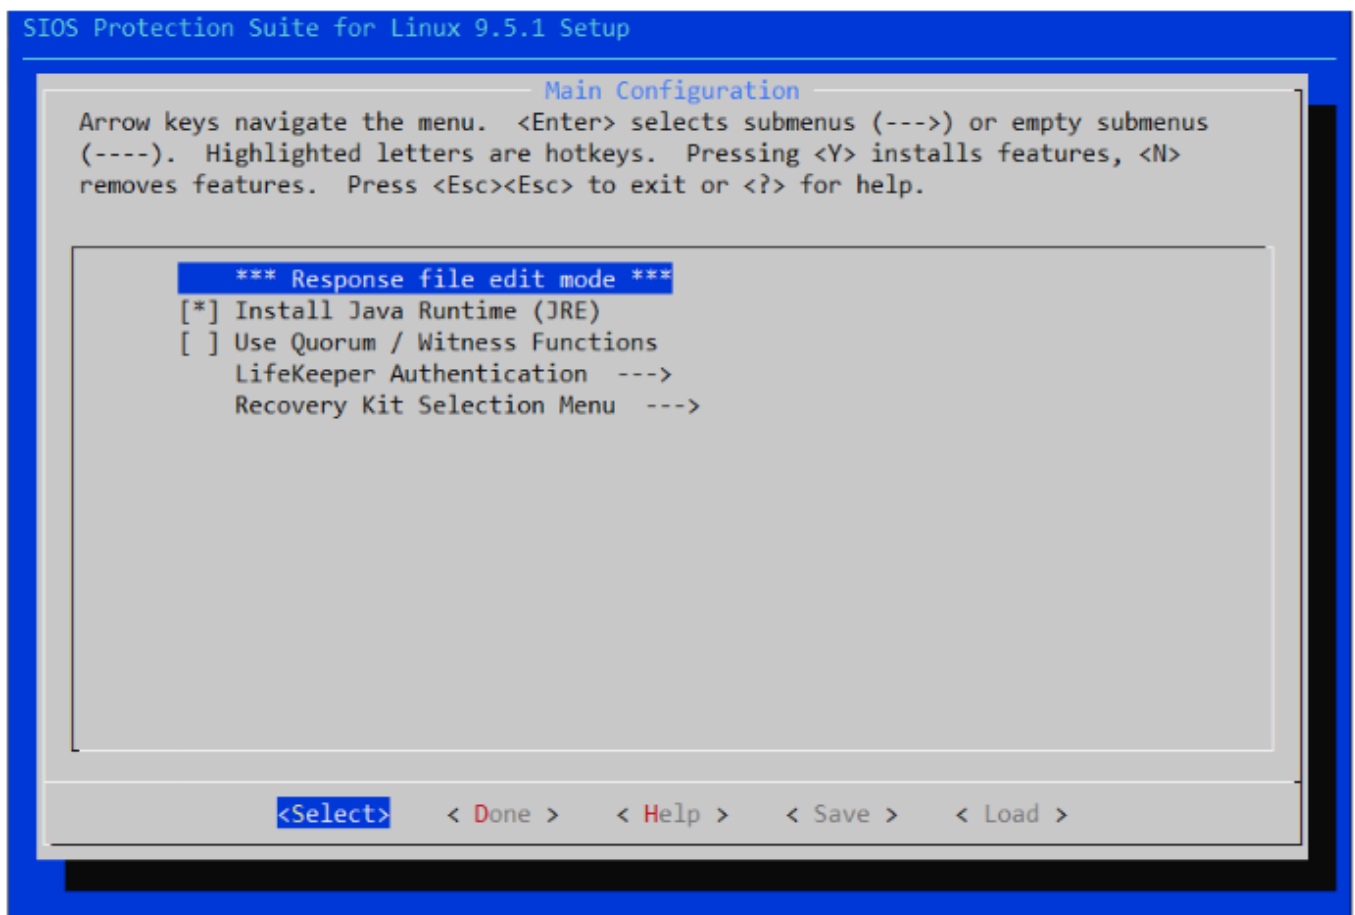 SIOS Protection Suite for Linux 9.5.1 Setup
Main Configuration
Arrow keys navigate the menu.  <Enter> selects submenus (--->) or empty submenus
(----).  Highlighted letters are hotkeys.  Pressing <Y> installs features, <N>
removes features.  Press <Esc><Esc> to exit or <?> for help.
*** Response file edit mode ***
[*] Install Java Runtime (JRE)
[ ] Use Quorum / Witness Functions
LifeKeeper Authentication  --->
Recovery Kit Selection Menu  --->
<Select>    < Done >    < Help >    < Save >    < Load >